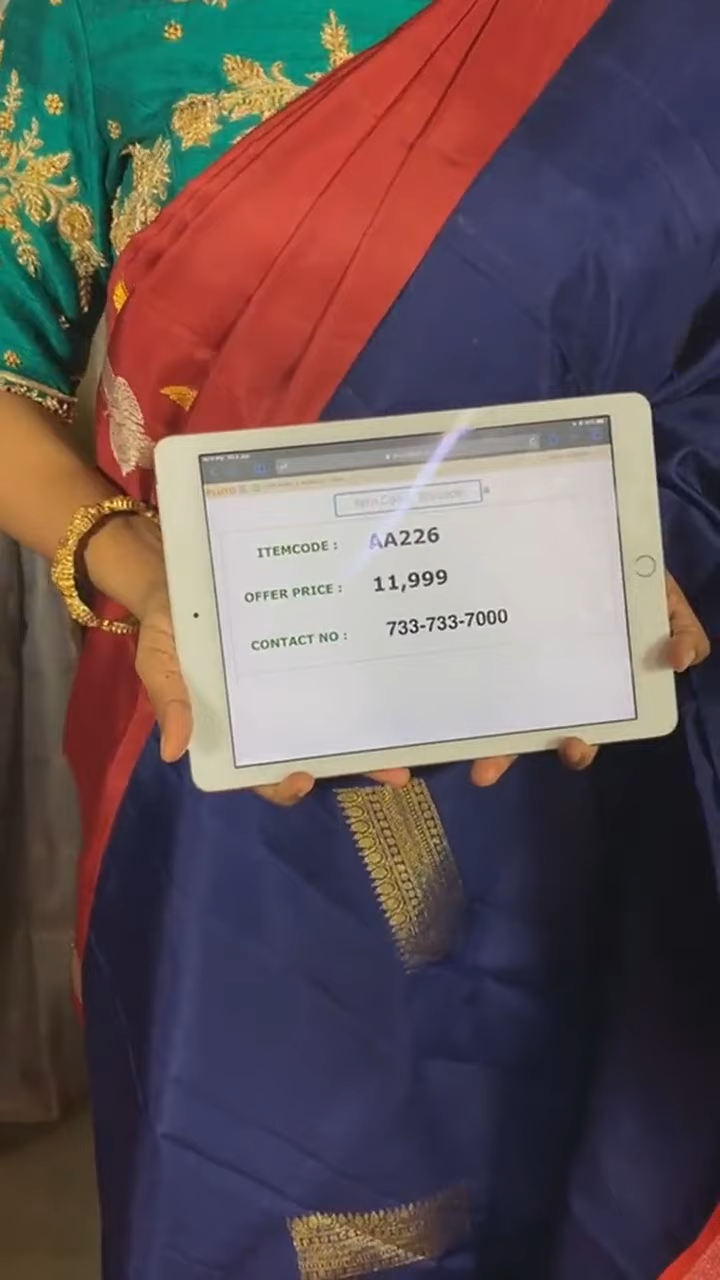 ITEMCODE : AA226
OFFER PRICE : 11,999
CONTACT NO : 733-733-7000